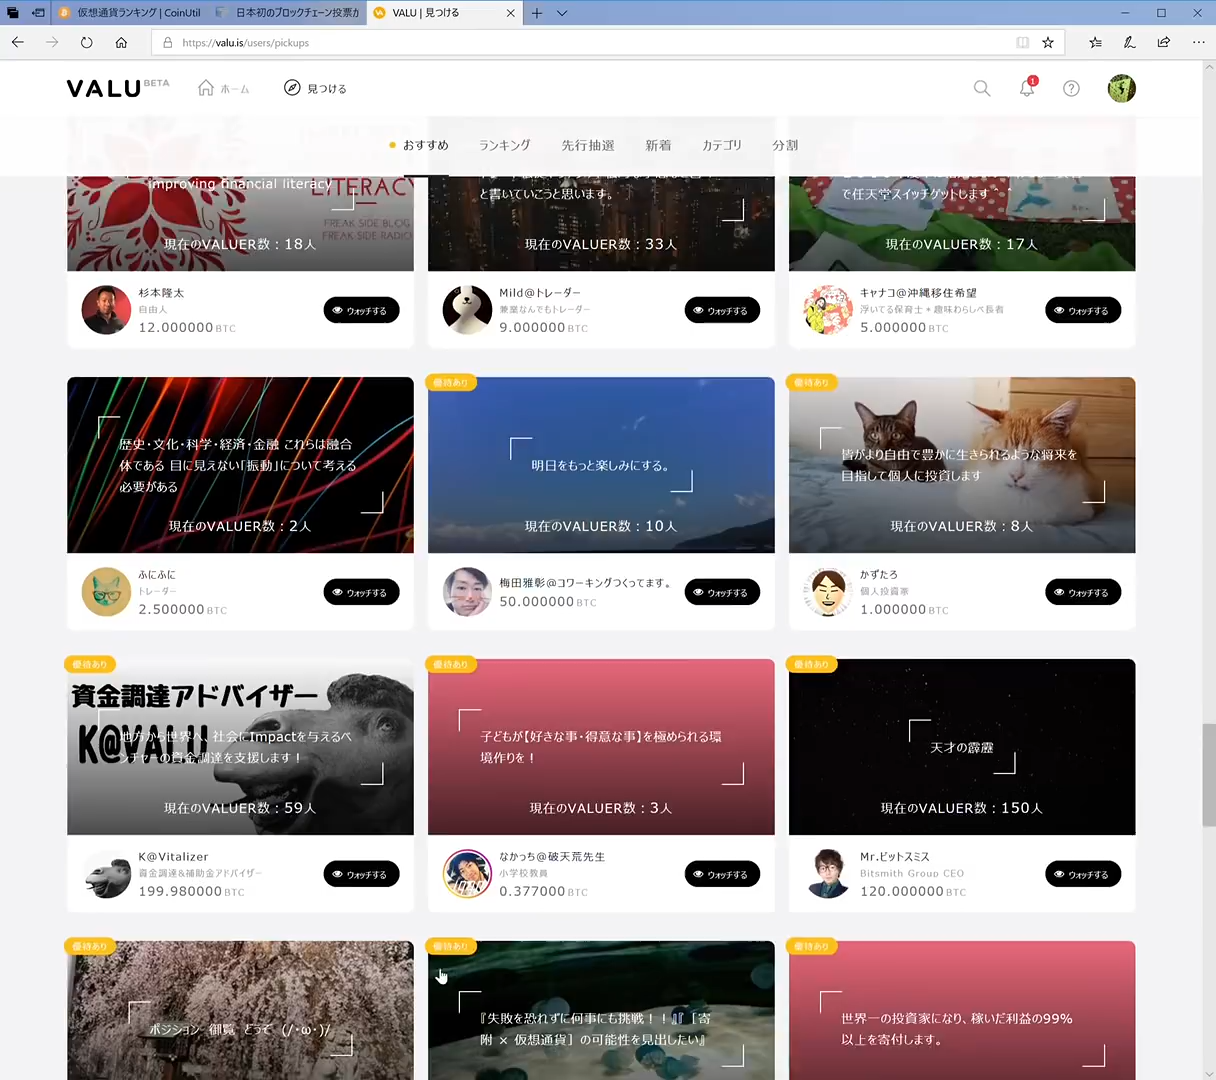 仮想通貨ランキング | CoinUtil
日本初のブロックチェーン投票が
VALU | 見つける
https://valu.is/users/pickups
VALU BETA
ホーム
見つける
1
おすすめ
ランキング
先行抽選
新着
カテゴリ
分割
improving financial literacy
LITERACY
FREAK SIDE BLOG
FREAK SIDE RADIO
現在のVALUER数：18人
と書いていこうと思います。
現在のVALUER数：33人
で任天堂スイッチゲットします＾＾
現在のVALUER数：17人
杉本隆太
自由人
12.000000BTC
ウォッチする
Mild@トレーダー
兼業なんでもトレーダー
9.000000BTC
ウォッチする
キャナコ@沖縄移住希望
浮いてる保育士＋趣味わらしべ長者
5.000000BTC
ウォッチする
歴史・文化・科学・経済・金融 これらは融合
体である 目に見えない「振動」について考える
必要がある
現在のVALUER数：2人
ふにふに
トレーダー
2.500000BTC
ウォッチする
優待あり
明日をもっと楽しみにする。
現在のVALUER数：10人
梅田雅彰@コワーキングつくってます。
50.000000BTC
ウォッチする
優待あり
皆がより自由で豊かに生きられるような将来を
目指して個人に投資します
現在のVALUER数：8人
かずたろ
個人投資家
1.000000BTC
ウォッチする
優待あり
資金調達アドバイザー
K@VALU
地方から世界へ、社会にImpactを与えるベ
ンチャーの資金調達を支援します！
現在のVALUER数：59人
K@Vitalizer
資金調達&補助金アドバイザー
199.980000BTC
ウォッチする
優待あり
子どもが【好きな事・得意な事】を極められる環
境作りを！
現在のVALUER数：3人
なかっち@破天荒先生
小学校教員
0.377000BTC
ウォッチする
優待あり
天才の霹靂
現在のVALUER数：150人
Mr.ビットスミス
Bitsmith Group CEO
120.000000BTC
ウォッチする
優待あり
ポジション 御覧 どうぞ (/・ω・)/
優待あり
『失敗を恐れずに何事にも挑戦！！』『［寄
附 × 仮想通貨］の可能性を見出したい』
優待あり
世界一の投資家になり、稼いだ利益の99%
以上を寄付します。